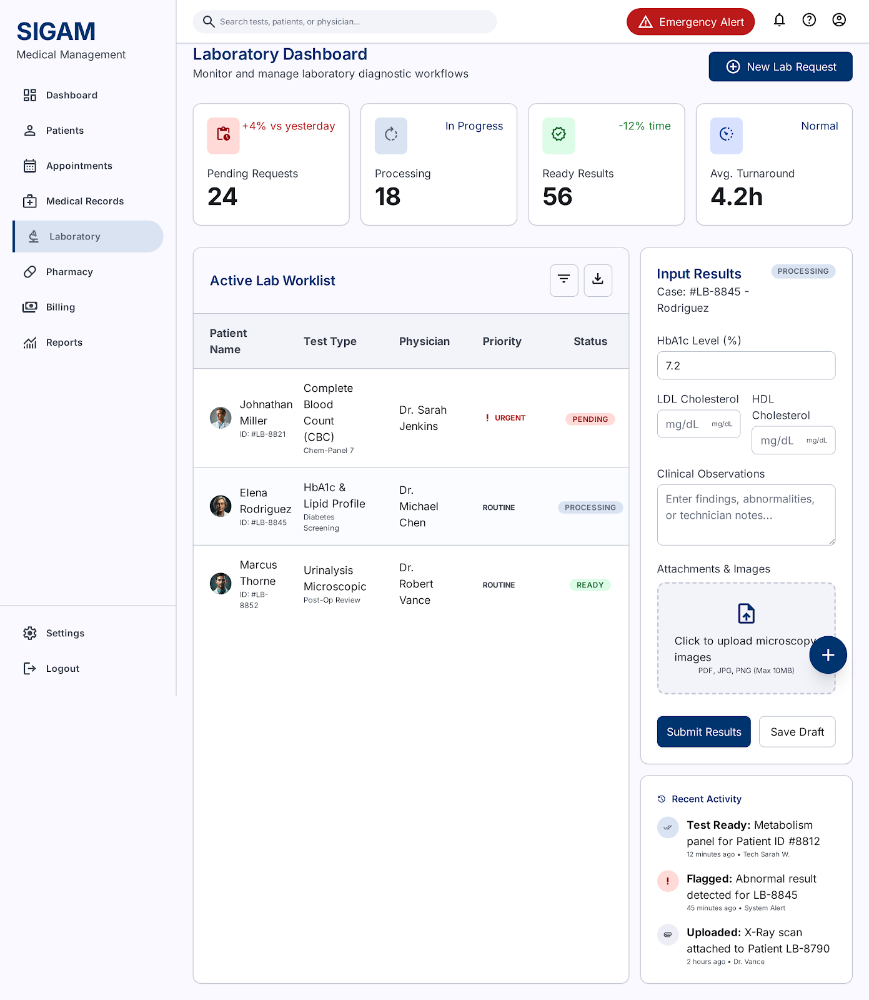 SIGAM
Medical Management
Dashboard
Patients
Appointments
Medical Records
Laboratory
Pharmacy
Billing
Reports
Settings
Logout
Search tests, patients, or physician...
Emergency Alert
Laboratory Dashboard
Monitor and manage laboratory diagnostic workflows
New Lab Request
+4% vs yesterday
Pending Requests
24
In Progress
Processing
18
-12% time
Ready Results
56
Normal
Avg. Turnaround
4.2h
Active Lab Worklist
Patient
Name
Test Type
Physician
Priority
Status
Johnathan
Miller
ID: #LB-8821
Complete
Blood
Count
(CBC)
Chem-Panel 7
Dr. Sarah
Jenkins
! URGENT
PENDING
Elena
Rodriguez
ID: #LB-8845
HbA1c &
Lipid Profile
Diabetes
Screening
Dr.
Michael
Chen
ROUTINE
PROCESSING
Marcus
Thorne
ID: #LB-
8852
Urinalysis
Microscopic
Post-Op Review
Dr.
Robert
Vance
ROUTINE
READY
Input Results
PROCESSING
Case: #LB-8845 -
Rodriguez
HbA1c Level (%)
7.2
LDL Cholesterol
mg/dL mg/dL
HDL
Cholesterol
mg/dL mg/dL
Clinical Observations
Enter findings, abnormalities,
or technician notes...
Attachments & Images
Click to upload microscopy
images
PDF, JPG, PNG (Max 10MB)
Submit Results
Save Draft
Recent Activity
Test Ready: Metabolism
panel for Patient ID #8812
12 minutes ago • Tech Sarah W.
Flagged: Abnormal result
detected for LB-8845
45 minutes ago • System Alert
Uploaded: X-Ray scan
attached to Patient LB-8790
2 hours ago • Dr. Vance